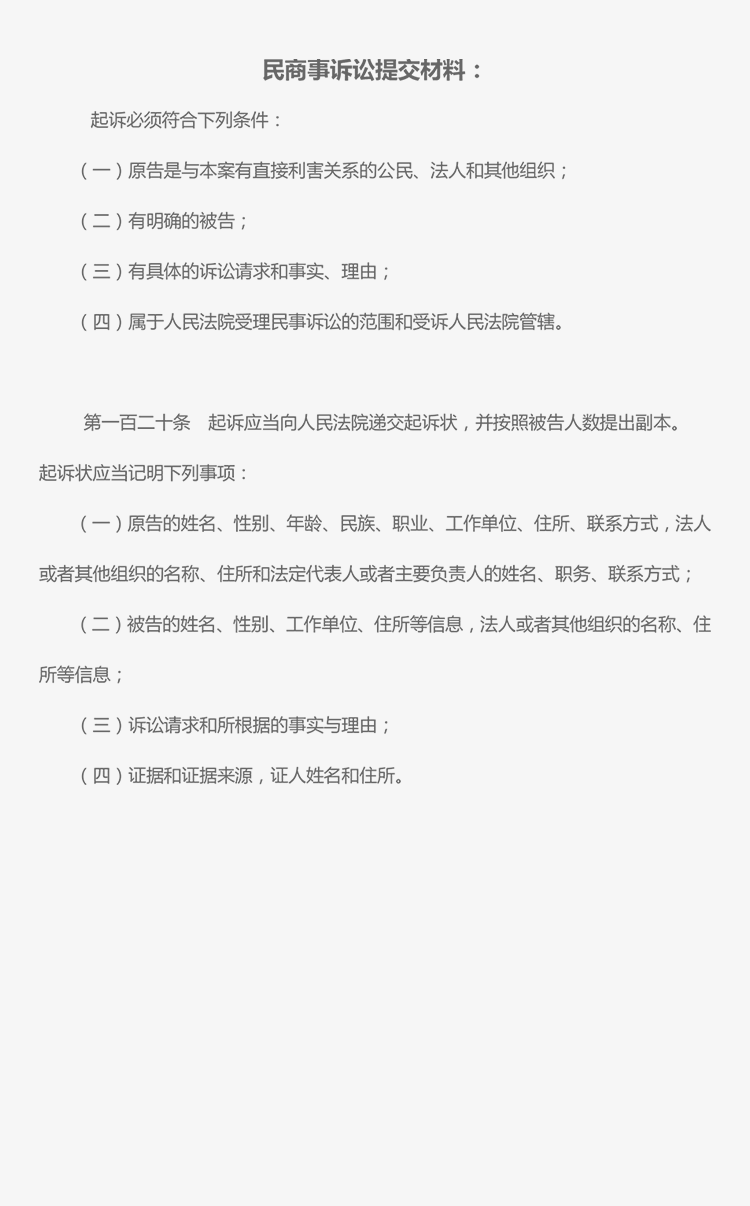 民商事诉讼提交材料：
起诉必须符合下列条件：
（一）原告是与本案有直接利害关系的公民、法人和其他组织；
（二）有明确的被告；
（三）有具体的诉讼请求和事实、理由；
（四）属于人民法院受理民事诉讼的范围和受诉人民法院管辖。
第一百二十条　起诉应当向人民法院递交起诉状，并按照被告人数提出副本。
起诉状应当记明下列事项：
（一）原告的姓名、性别、年龄、民族、职业、工作单位、住所、联系方式，法人
或者其他组织的名称、住所和法定代表人或者主要负责人的姓名、职务、联系方式；
（二）被告的姓名、性别、工作单位、住所等信息，法人或者其他组织的名称、住
所等信息；
（三）诉讼请求和所根据的事实与理由；
（四）证据和证据来源，证人姓名和住所。